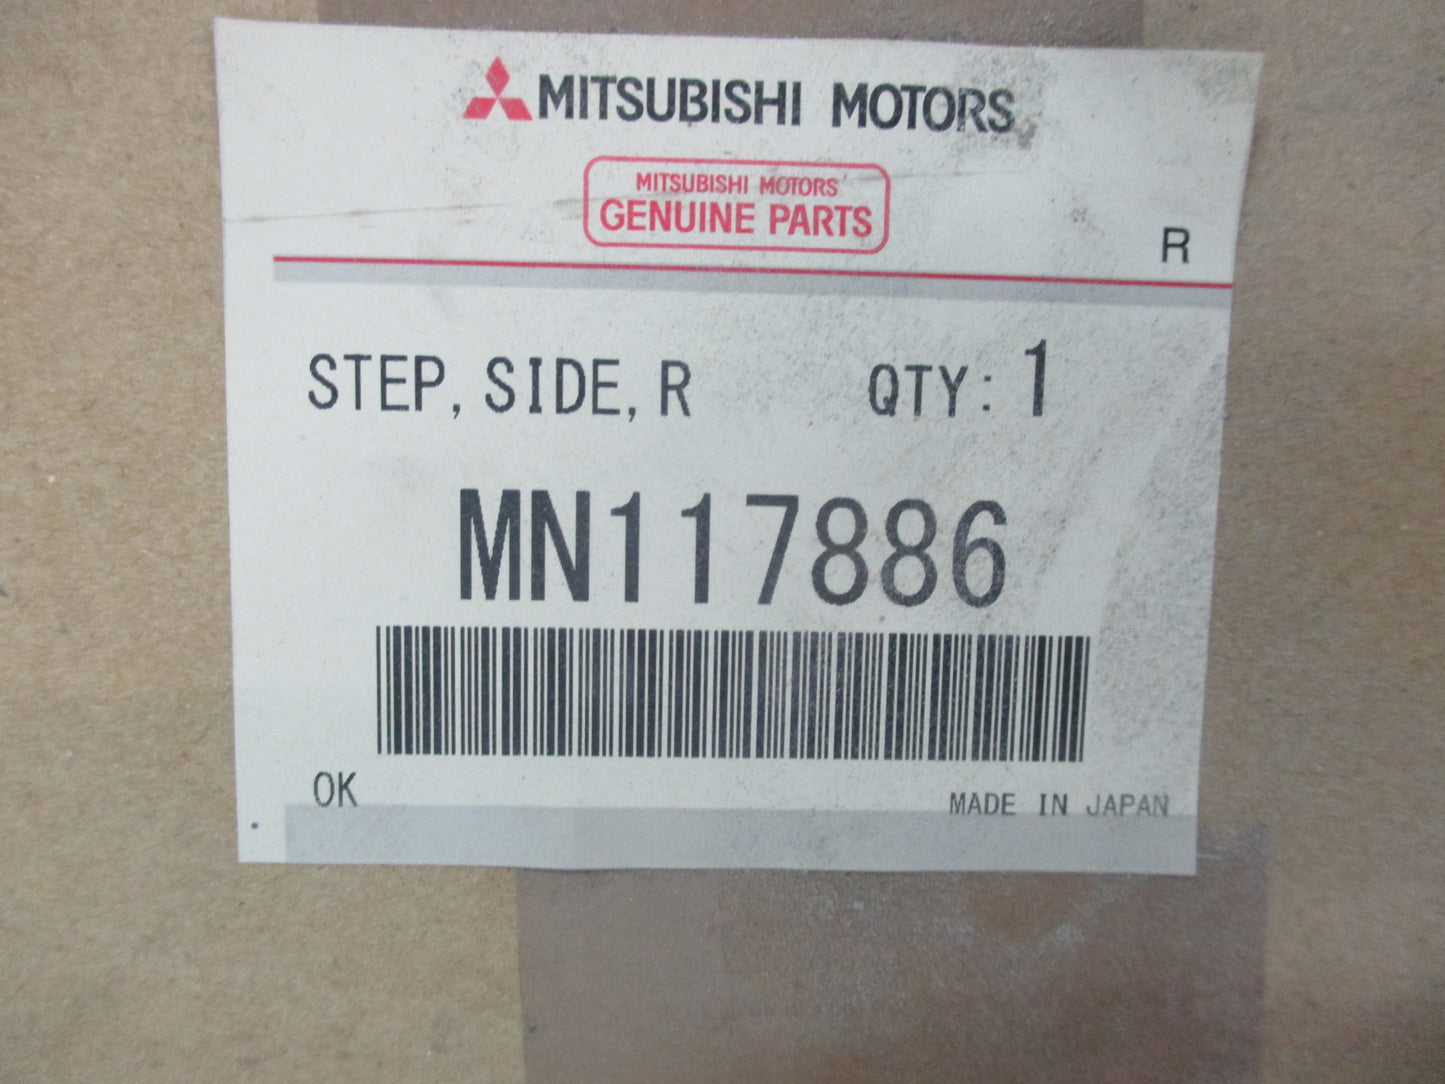 MITSUBISHI MOTORS
MITSUBISHI MOTORS
GENUINE PARTS
R
STEP, SIDE, R QTY: 1
MN117886
OK
MADE IN JAPAN